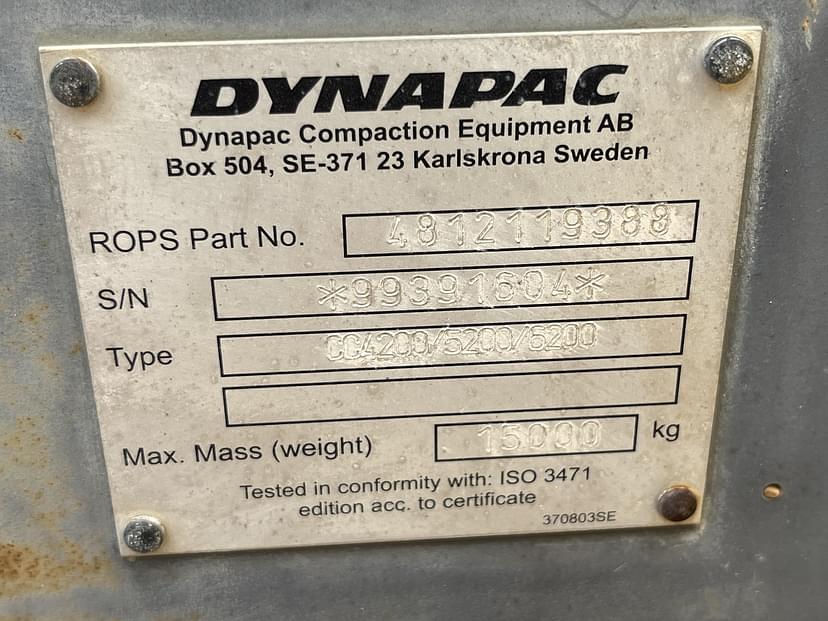 DYNAPAC
Dynapac Compaction Equipment AB
Box 504, SE-371 23 Karlskrona Sweden
ROPS Part No. 4812119388
S/N *99391604*
Type CC4200/5200/6200
Max. Mass (weight) 15000 kg
Tested in conformity with: ISO 3471
edition acc. to certificate
370803SE